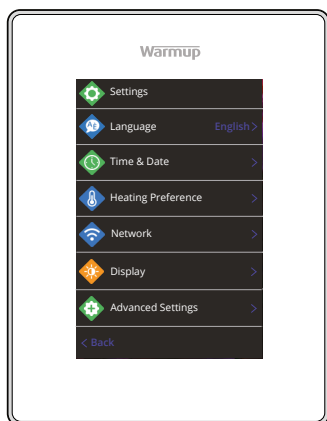 Warmup
Settings
Language English >
Time & Date >
Heating Preference >
Network >
Display >
Advanced Settings >
< Back